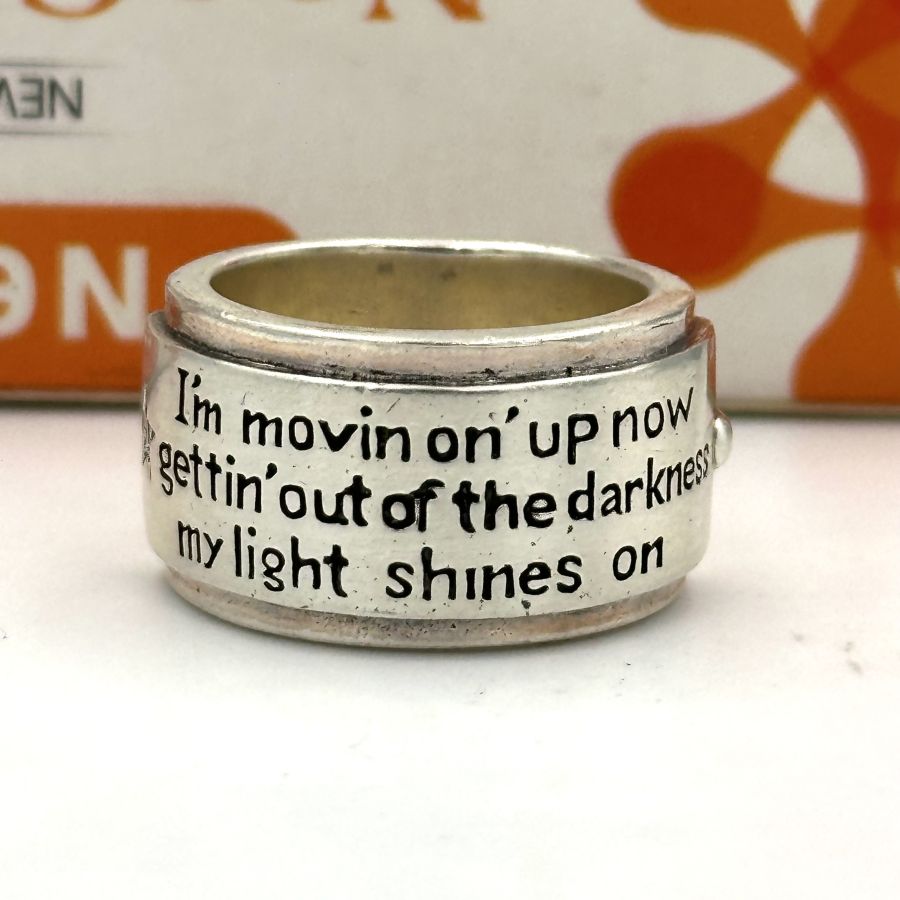 I'm movin on' up now
gettin' out of the darkness
my light shines on